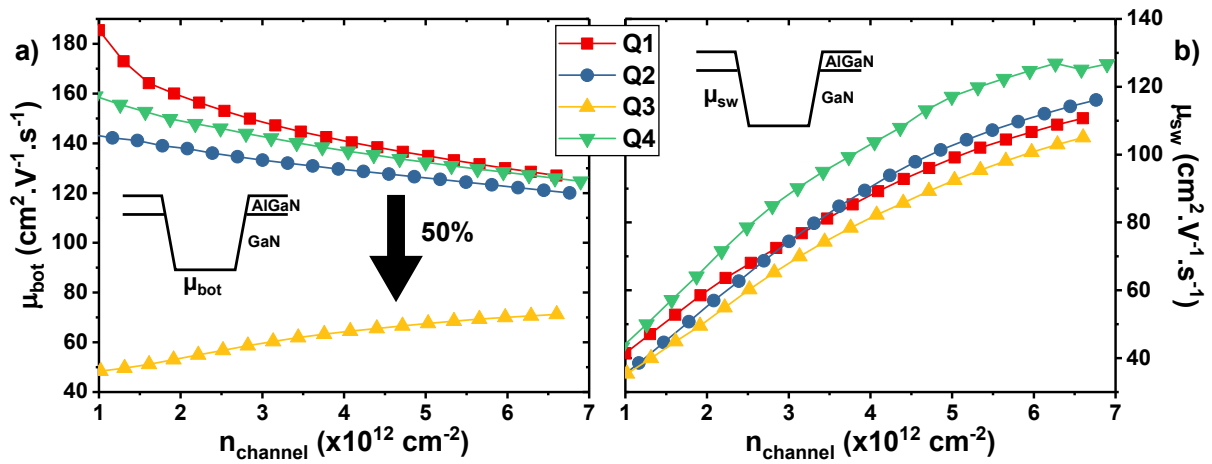 a)
180
160
140
120
100
80
60
40
μbot (cm2.V-1.s-1)
1 2 3 4 5 6 7
nchannel (x1012 cm-2)
AlGaN
GaN
μbot
50%
Q1
Q2
Q3
Q4
b)
AlGaN
GaN
μsw
140
120
100
80
60
40
μsw (cm2.V-1.s-1)
1 2 3 4 5 6 7
nchannel (x1012 cm-2)